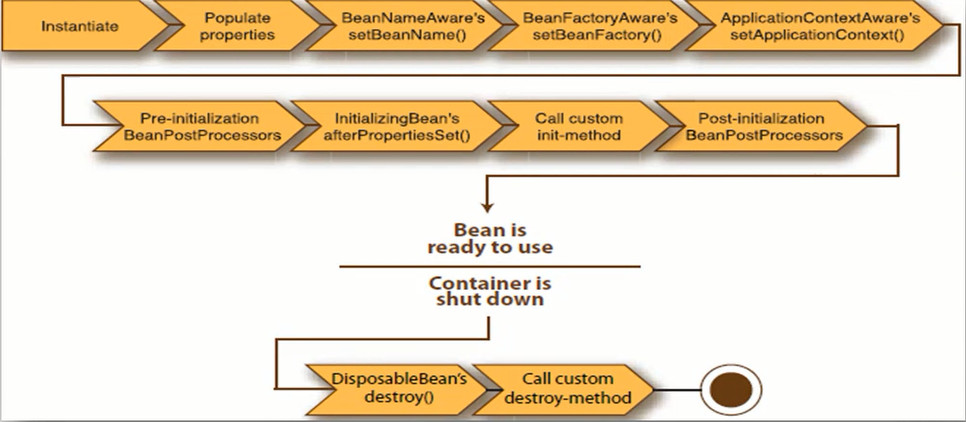 Instantiate
Populate
properties
BeanNameAware's
setBeanName()
BeanFactoryAware's
setBeanFactory()
ApplicationContextAware's
setApplicationContext()
Pre-initialization
BeanPostProcessors
InitializingBean's
afterPropertiesSet()
Call custom
init-method
Post-initialization
BeanPostProcessors
Bean is
ready to use
Container is
shut down
DisposableBean's
destroy()
Call custom
destroy-method